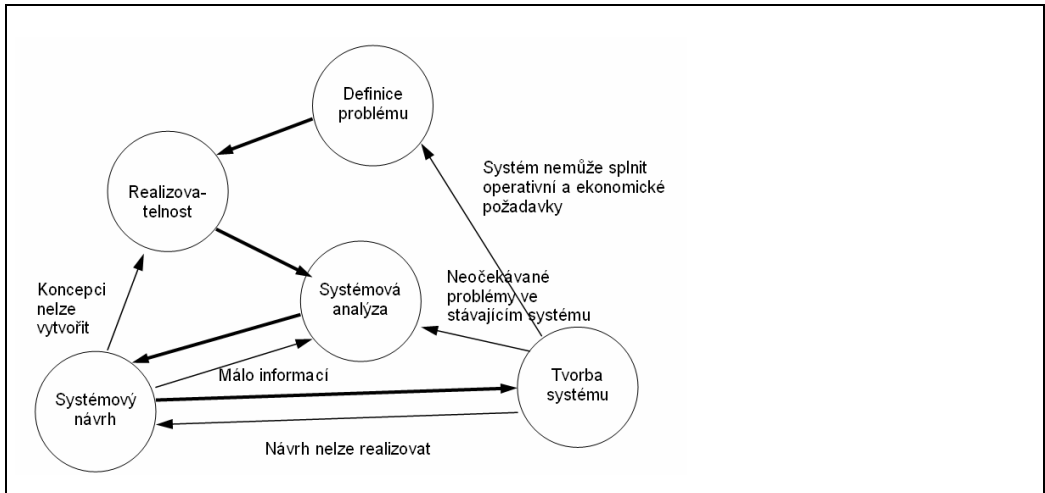 Definice
problému
Systém nemůže splnit
operativní a ekonomické
požadavky
Realizova-
telnost
Neočekávané
problémy ve
stávajícím systému
Systémová
analýza
Koncepci
nelze
vytvořit
Málo informací
Tvorba
systému
Systémový
návrh
Návrh nelze realizovat